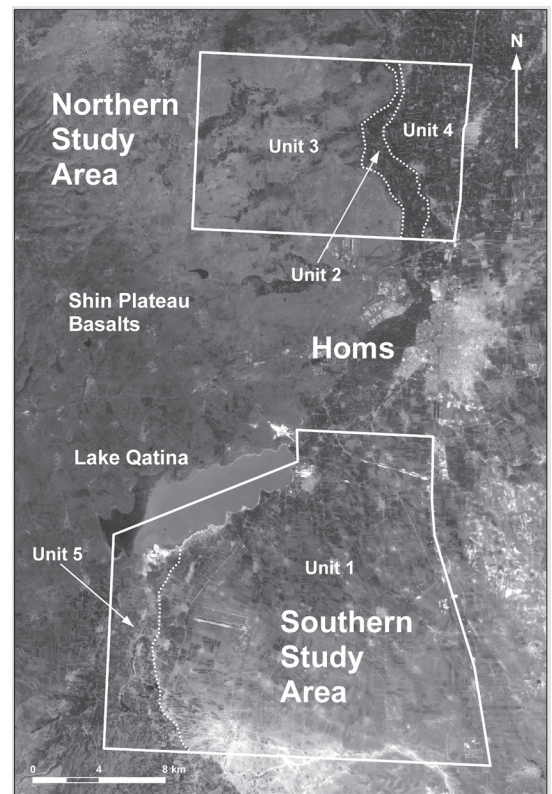 N
Northern
Study
Area
Unit 3
Unit 4
Unit 2
Shin Plateau
Basalts
Homs
Lake Qatina
Unit 5
Unit 1
Southern
Study
Area
0 4 8 km